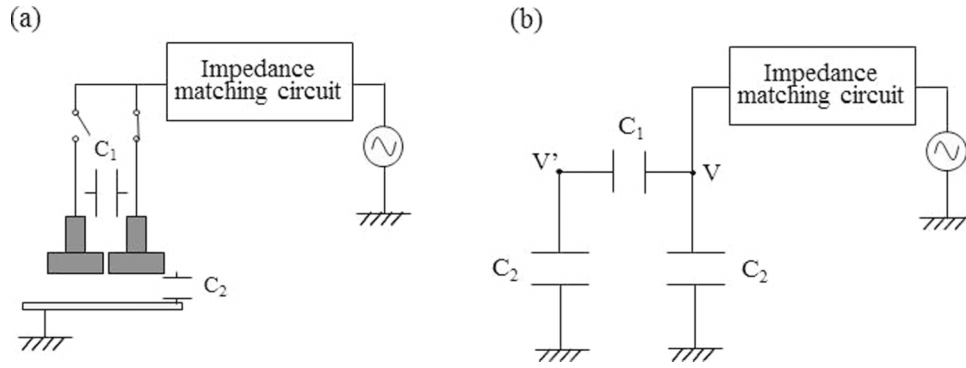 (a)
Impedance
matching circuit
C₁
C₂
(b)
Impedance
matching circuit
C₁
V’
V
C₂
C₂